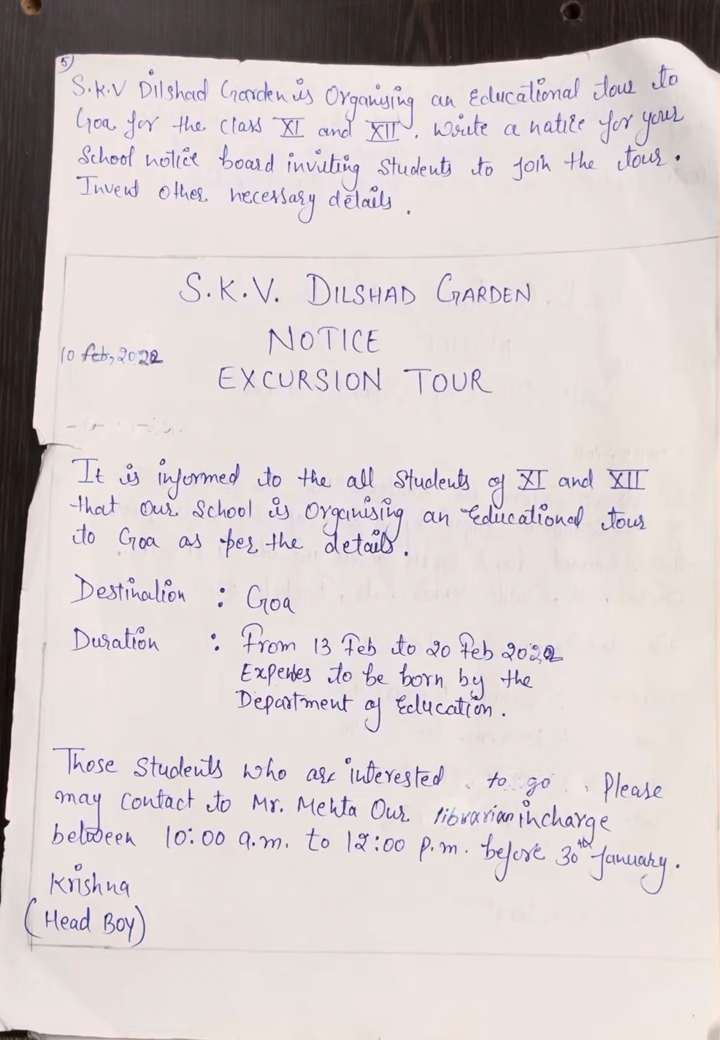 5)
S.K.V Dilshad Garden is Organising an Educational tour to
Goa for the class XI and XII. Write a notice for your
School notice board inviting Students to join the tour.
Invent other necessary details.
S.K.V. DILSHAD GARDEN
NOTICE
10 feb, 2022
EXCURSION TOUR
It is informed to the all Students of XI and XII
that our School is Organising an Educational tour
to Goa as per the details.
Destination : Goa
Duration : From 13 Feb to 20 Feb 2022
Expenes to be born by the
Department of Education.
Those Students who are interested to go Please
may Contact to Mr. Mehta Our librarian incharge
between 10:00 a.m. to 12:00 p.m. before 30th January.
Krishna
(Head Boy)